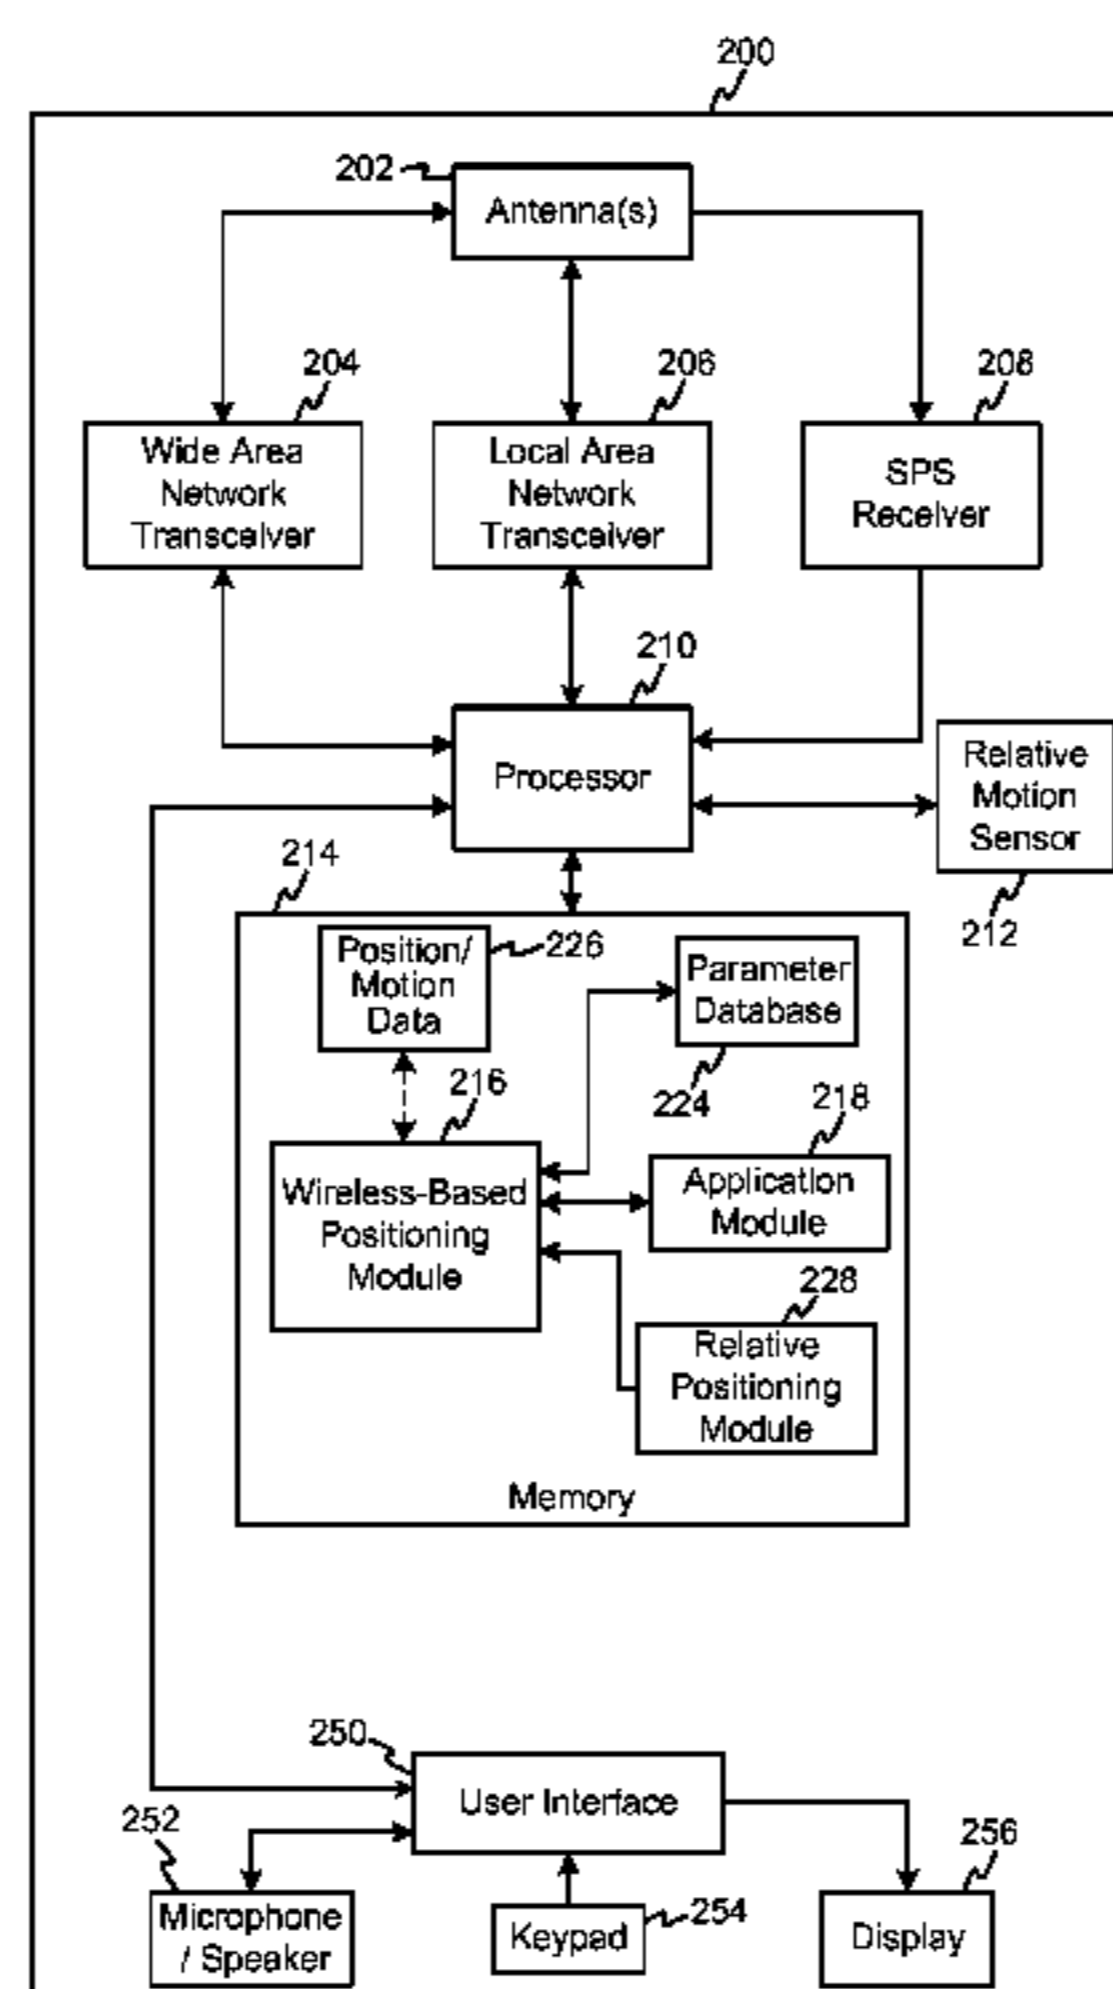 200
202
Antenna(s)
204
206
208
Wide Area
Network
Transceiver
Local Area
Network
Transceiver
SPS
Receiver
210
Processor
Relative
Motion
Sensor
212
214
Position/
Motion
Data
226
Parameter
Database
224
216
218
Wireless-Based
Positioning
Module
Application
Module
228
Relative
Positioning
Module
Memory
250
User Interface
252
Microphone
/ Speaker
Keypad
254
256
Display